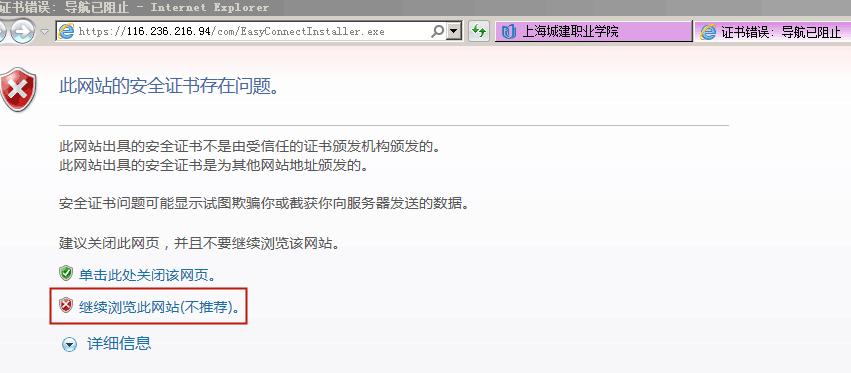 证书错误: 导航已阻止 - Internet Explorer
https://116.236.216.94/com/EasyConnectInstaller.exe
上海城建职业学院
证书错误: 导航已阻止
此网站的安全证书存在问题。
此网站出具的安全证书不是由受信任的证书颁发机构颁发的。
此网站出具的安全证书是为其他网站地址颁发的。
安全证书问题可能显示试图欺骗你或截获你向服务器发送的数据。
建议关闭此网页，并且不要继续浏览该网站。
单击此处关闭该网页。
继续浏览此网站(不推荐)。
详细信息